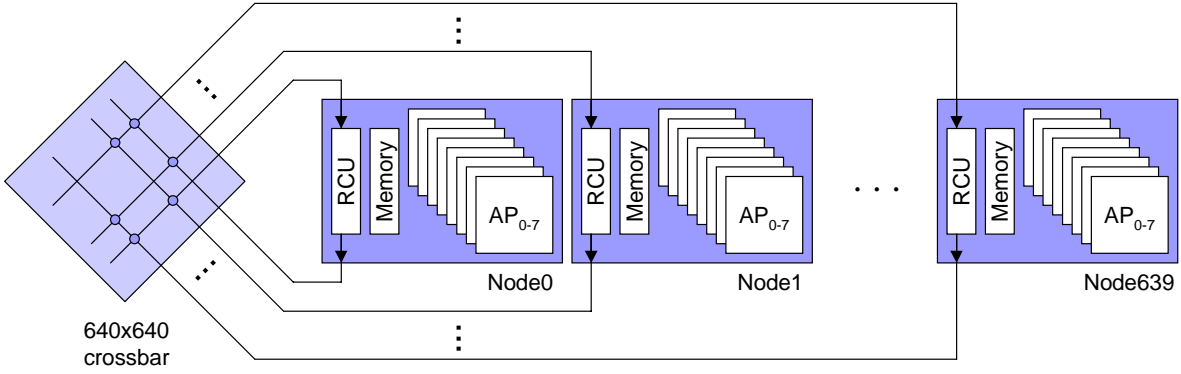 RCU
Memory
AP0-7
Node0
RCU
Memory
AP0-7
Node1
. . .
RCU
Memory
AP0-7
Node639
640x640
crossbar